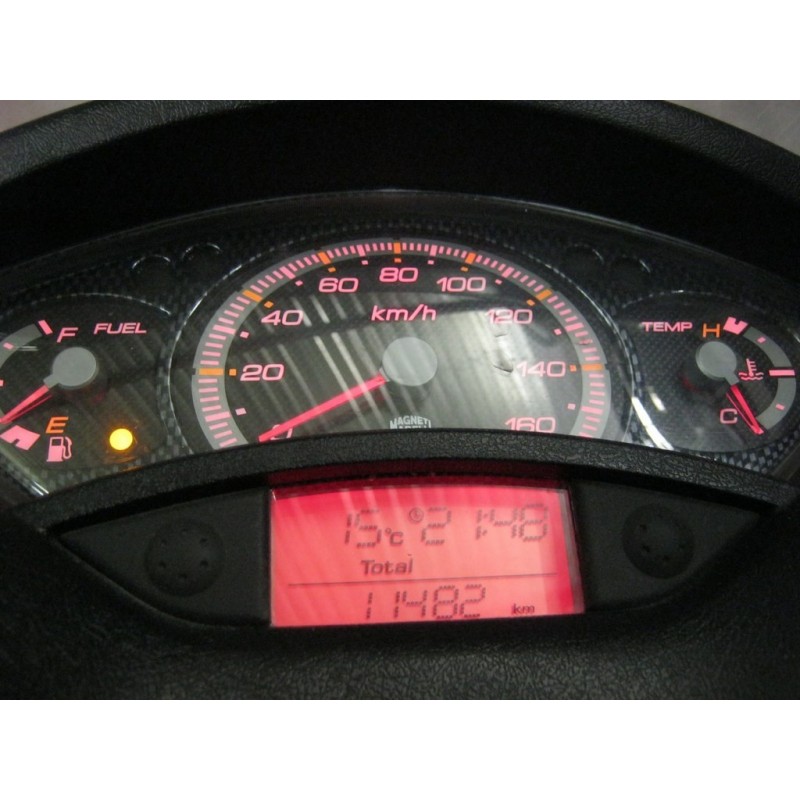 F FUEL
E
0 20 40 60 80 100 120 140 160
km/h
MAGNETI
TEMP H
C
15 °C 21:48
Total
11482 km